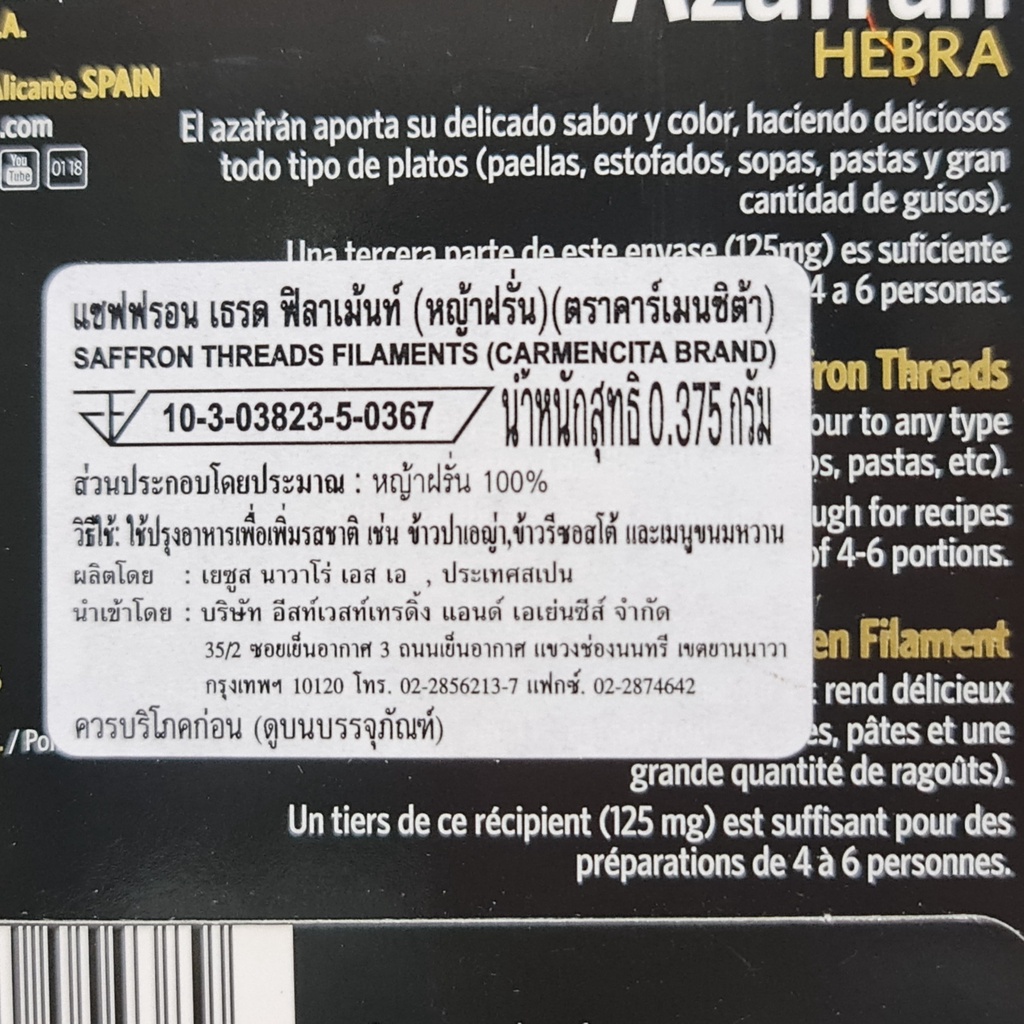 Azafrán
HEBRA
.A.
Alicante SPAIN
.com
You Tube
01 18
El azafrán aporta su delicado sabor y color, haciendo deliciosos
todo tipo de platos (paellas, estofados, sopas, pastas y gran
cantidad de guisos).
Una tercera parte de este envase (125mg) es suficiente
4 a 6 personas.
แซฟฟรอน เธรด ฟิลาเม้นท์ (หญ้าฝรั่น)(ตราคาร์เมนซิต้า)
SAFFRON THREADS FILAMENTS (CARMENCITA BRAND)
10-3-03823-5-0367 น้ำหนักสุทธิ 0.375 กรัม
ส่วนประกอบโดยประมาณ : หญ้าฝรั่น 100%
วิธีใช้: ใช้ปรุงอาหารเพื่อเพิ่มรสชาติ เช่น ข้าวปาเอญ่า,ข้าวรีซอสโต้ และเมนูขนมหวาน
ผลิตโดย : เยซูส นาวาโร่ เอส เอ , ประเทศสเปน
นำเข้าโดย : บริษัท อีสท์เวสท์เทรดิ้ง แอนด์ เอเย่นซีส์ จำกัด
35/2 ซอยเย็นอากาศ 3 ถนนเย็นอากาศ แขวงช่องนนทรี เขตยานนาวา
กรุงเทพฯ 10120 โทร. 02-2856213-7 แฟกซ์. 02-2874642
ควรบริโภคก่อน (ดูบนบรรจุภัณฑ์)
ron Threads
our to any type
os, pastas, etc).
ugh for recipes
of 4-6 portions.
en Filament
rend délicieux
es, pâtes et une
grande quantité de ragoûts).
Un tiers de ce récipient (125 mg) est suffisant pour des
préparations de 4 à 6 personnes.